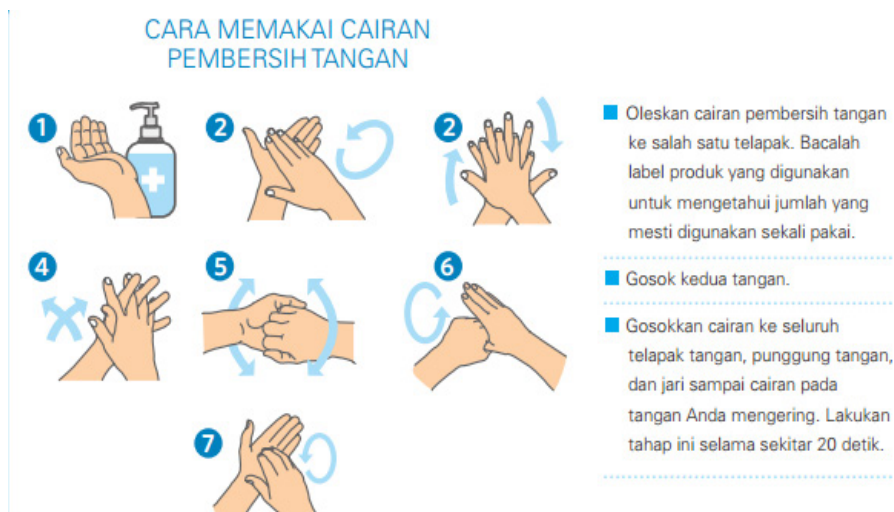 CARA MEMAKAI CAIRAN
PEMBERSIH TANGAN
1
2
2
4
5
6
7
Oleskan cairan pembersih tangan
ke salah satu telapak. Bacalah
label produk yang digunakan
untuk mengetahui jumlah yang
mesti digunakan sekali pakai.
Gosok kedua tangan.
Gosokkan cairan ke seluruh
telapak tangan, punggung tangan,
dan jari sampai cairan pada
tangan Anda mengering. Lakukan
tahap ini selama sekitar 20 detik.